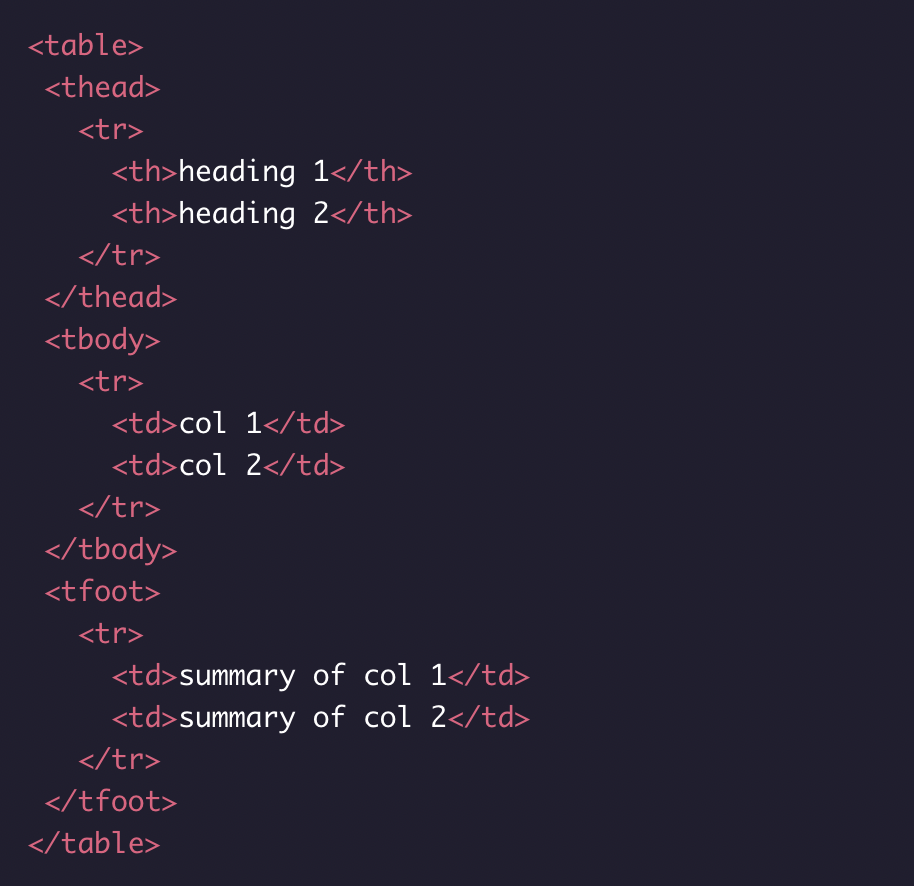 <table>
 <thead>
   <tr>
     <th>heading 1</th>
     <th>heading 2</th>
   </tr>
 </thead>
 <tbody>
   <tr>
     <td>col 1</td>
     <td>col 2</td>
   </tr>
 </tbody>
 <tfoot>
   <tr>
     <td>summary of col 1</td>
     <td>summary of col 2</td>
   </tr>
 </tfoot>
</table>